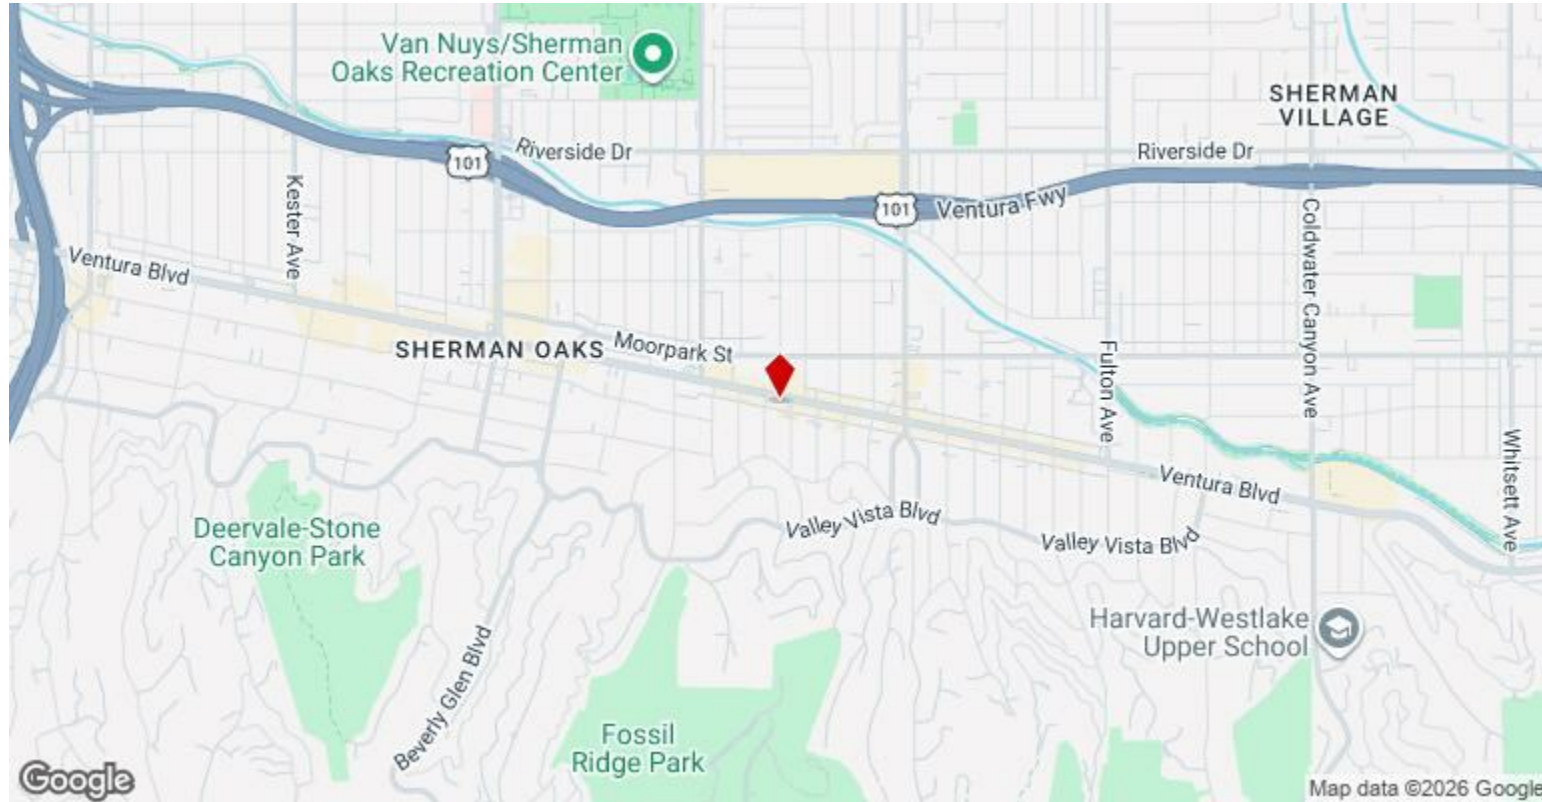 Van Nuys/Sherman
Oaks Recreation Center
SHERMAN
VILLAGE
Riverside Dr
Riverside Dr
101
101
Ventura Fwy
Kester Ave
Coldwater Canyon Ave
Ventura Blvd
SHERMAN OAKS
Moorpark St
Fulton Ave
Whitsett Ave
Ventura Blvd
Deervale-Stone
Canyon Park
Valley Vista Blvd
Valley Vista Blvd
Harvard-Westlake
Upper School
Beverly Glen Blvd
Fossil
Ridge Park
Google
Map data ©2026 Google